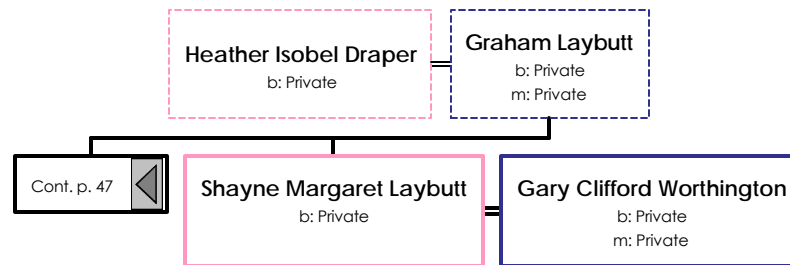 Heather Isobel Draper
b: Private
Graham Laybutt
b: Private
m: Private
Cont. p. 47
Shayne Margaret Laybutt
b: Private
Gary Clifford Worthington
b: Private
m: Private